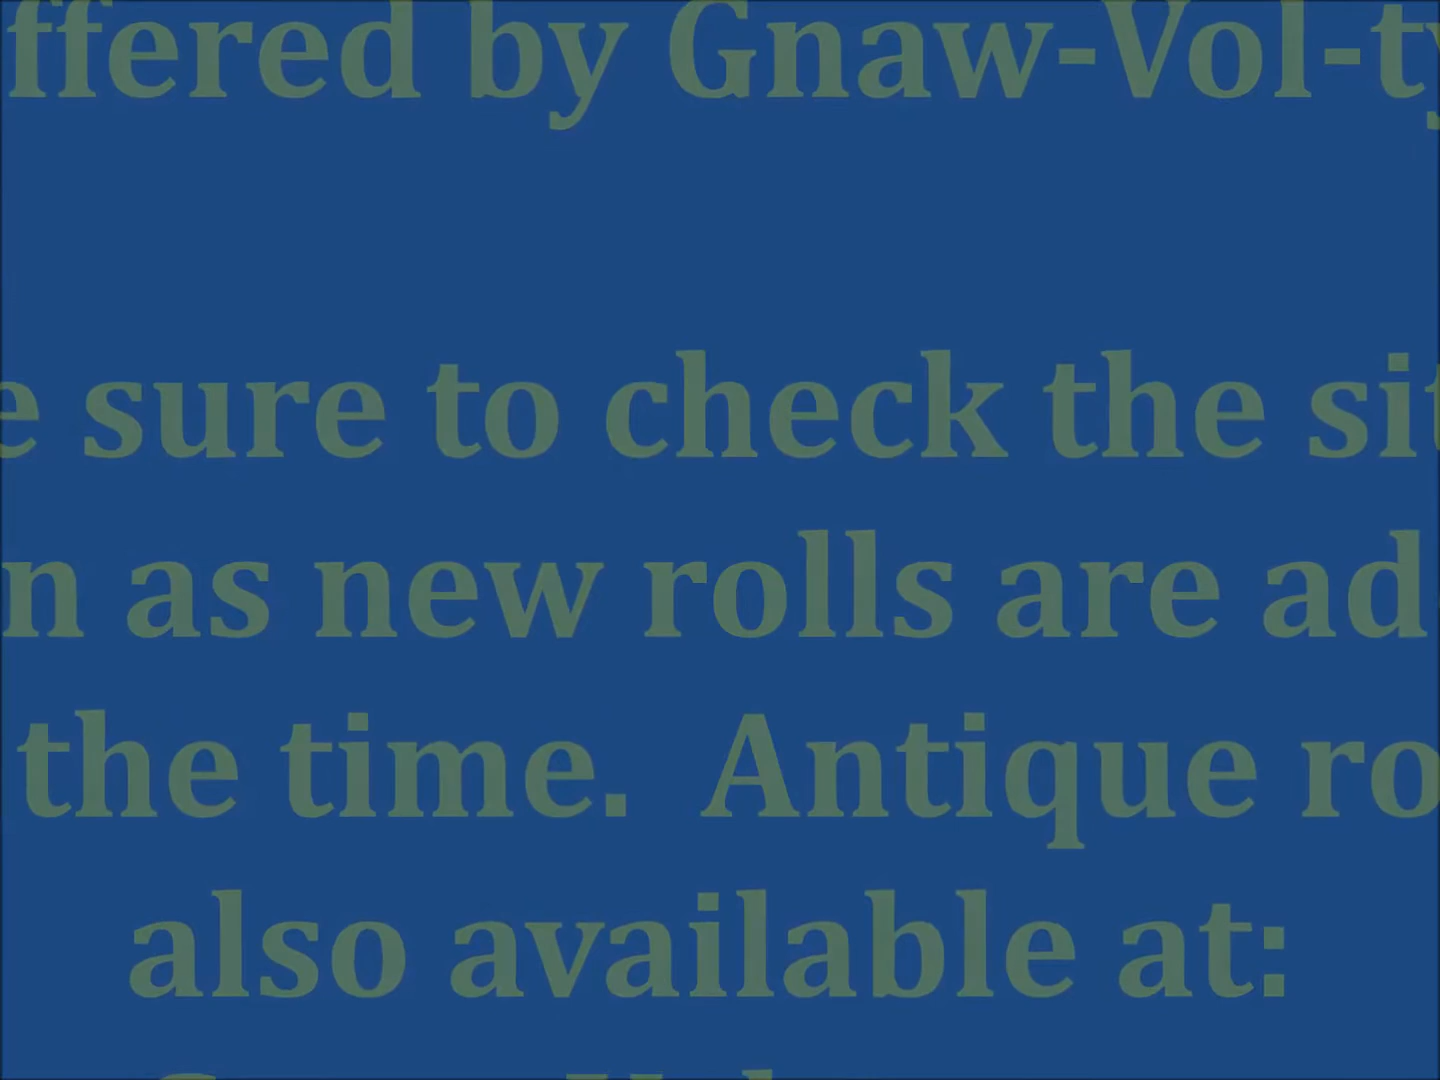 ffered by Gnaw-Vol-ty
e sure to check the sit
n as new rolls are ad
the time.  Antique ro
also available at: